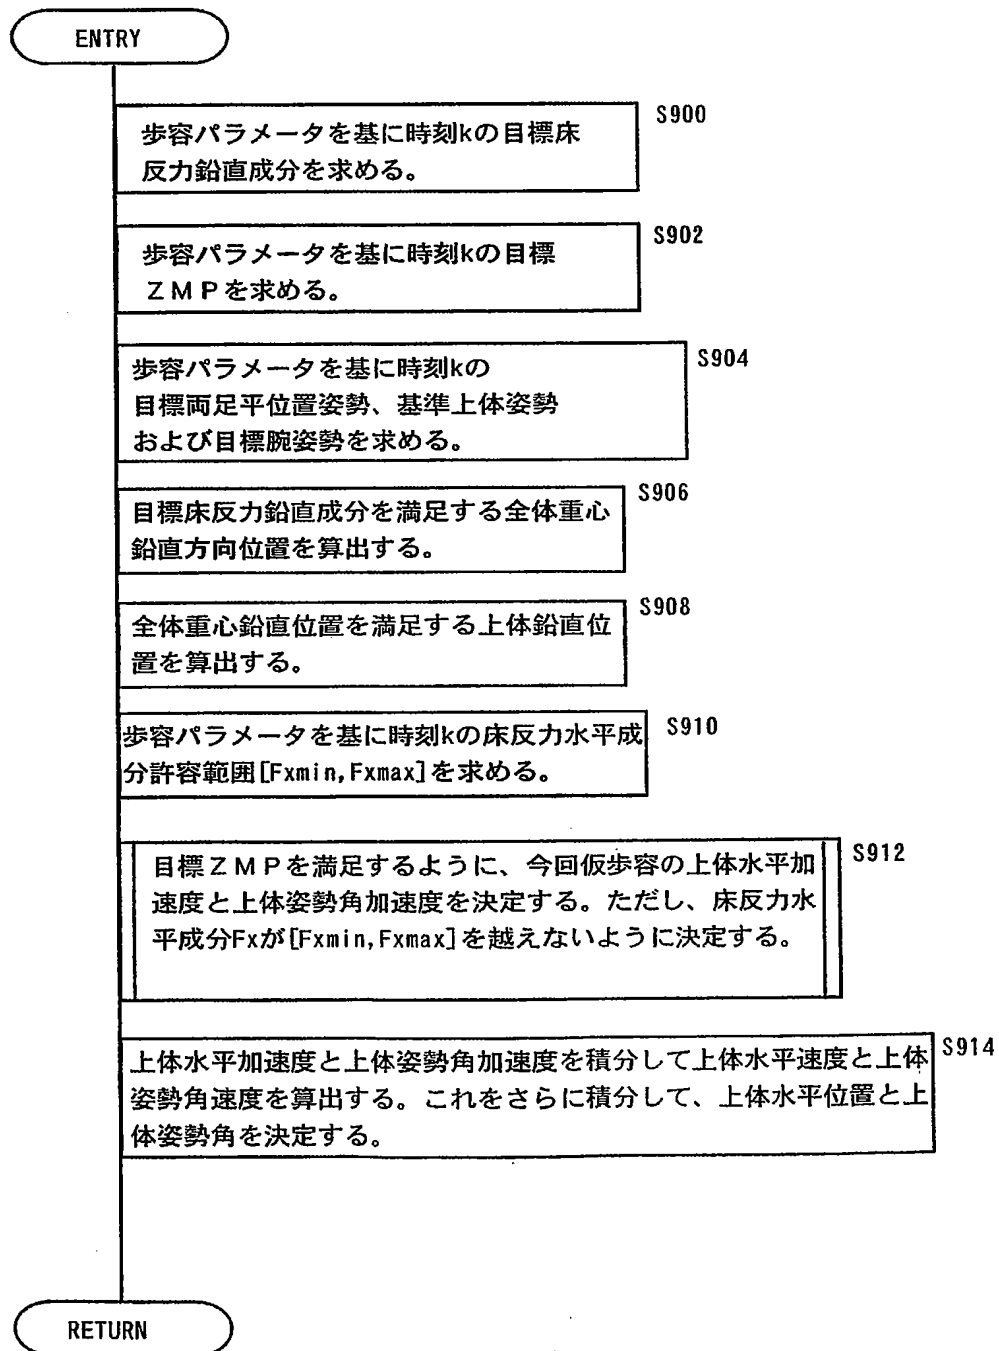 ENTRY
S900
歩容パラメータを基に時刻kの目標床
反力鉛直成分を求める。
S902
歩容パラメータを基に時刻kの目標
ZMPを求める。
S904
歩容パラメータを基に時刻kの
目標両足平位置姿勢、基準上体姿勢
および目標腕姿勢を求める。
S906
目標床反力鉛直成分を満足する全体重心
鉛直方向位置を算出する。
S908
全体重心鉛直位置を満足する上体鉛直位
置を算出する。
S910
歩容パラメータを基に時刻kの床反力水平成
分許容範囲[Fxmin,Fxmax]を求める。
S912
目標ZMPを満足するように、今回仮歩容の上体水平加
速度と上体姿勢角加速度を決定する。ただし、床反力水
平成分Fxが[Fxmin,Fxmax]を越えないように決定する。
S914
上体水平加速度と上体姿勢角加速度を積分して上体水平速度と上体
姿勢角速度を算出する。これをさらに積分して、上体水平位置と上
体姿勢角を決定する。
RETURN